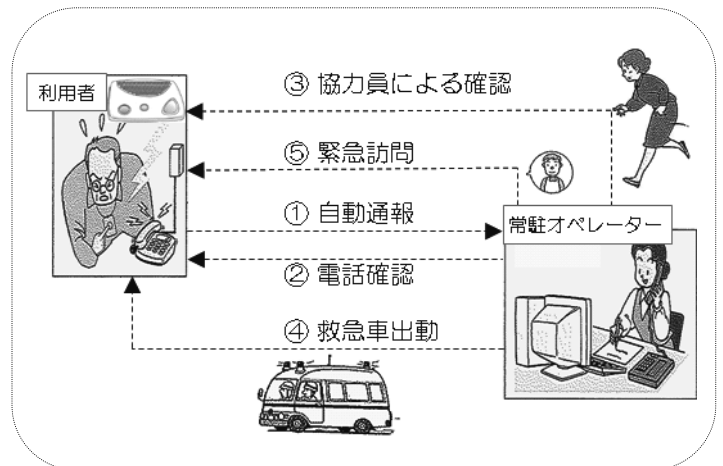 ③ 協力員による確認
利用者
⑤ 緊急訪問
① 自動通報
常駐オペレーター
② 電話確認
④ 救急車出動